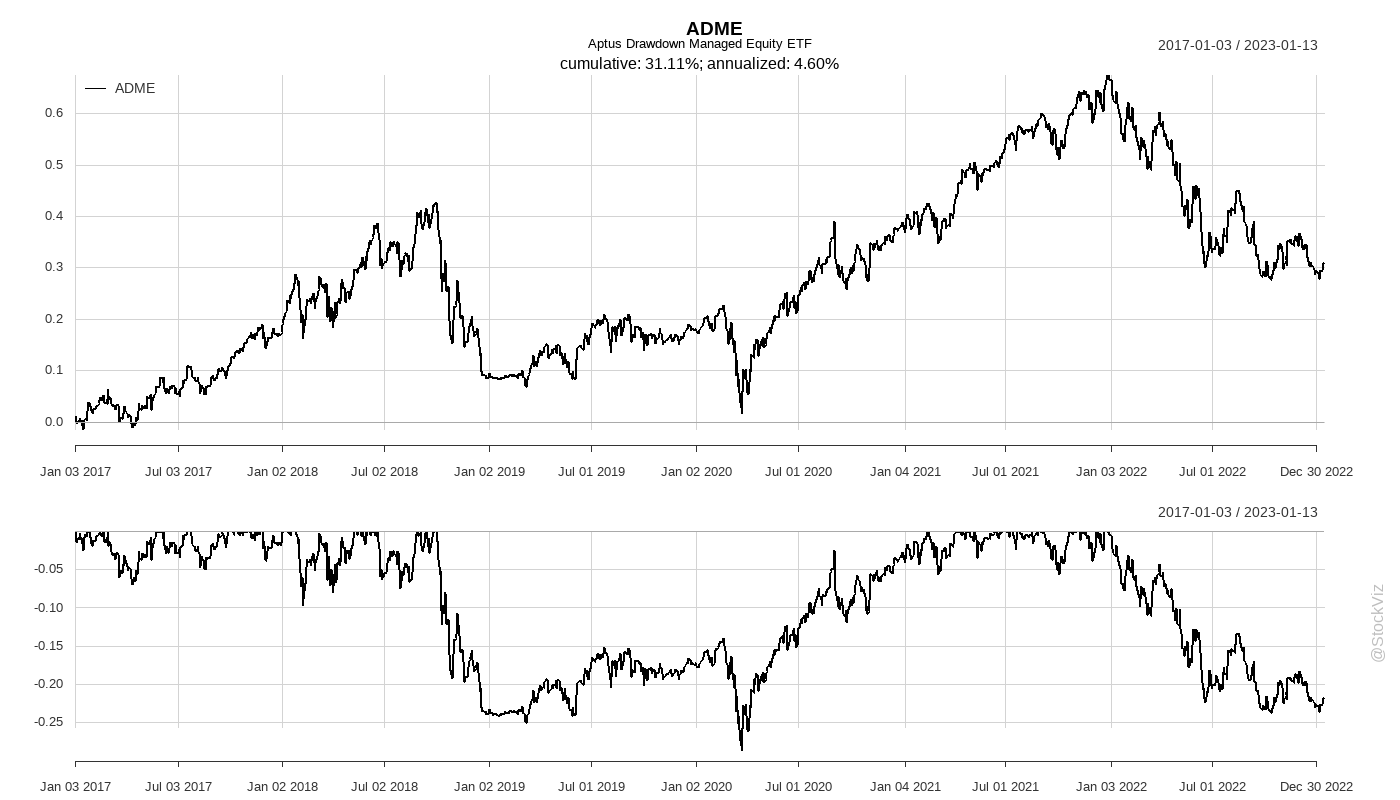 ADME
Aptus Drawdown Managed Equity ETF
2017-01-03 / 2023-01-13
cumulative: 31.11%; annualized: 4.60%
ADME
0.6
0.5
0.4
0.3
0.2
0.1
0.0
Jan 03 2017 Jul 03 2017 Jan 02 2018 Jul 02 2018 Jan 02 2019 Jul 01 2019 Jan 02 2020 Jul 01 2020 Jan 04 2021 Jul 01 2021 Jan 03 2022 Jul 01 2022 Dec 30 2022
2017-01-03 / 2023-01-13
-0.05
-0.10
-0.15
-0.20
-0.25
Jan 03 2017 Jul 03 2017 Jan 02 2018 Jul 02 2018 Jan 02 2019 Jul 01 2019 Jan 02 2020 Jul 01 2020 Jan 04 2021 Jul 01 2021 Jan 03 2022 Jul 01 2022 Dec 30 2022
@StockViz